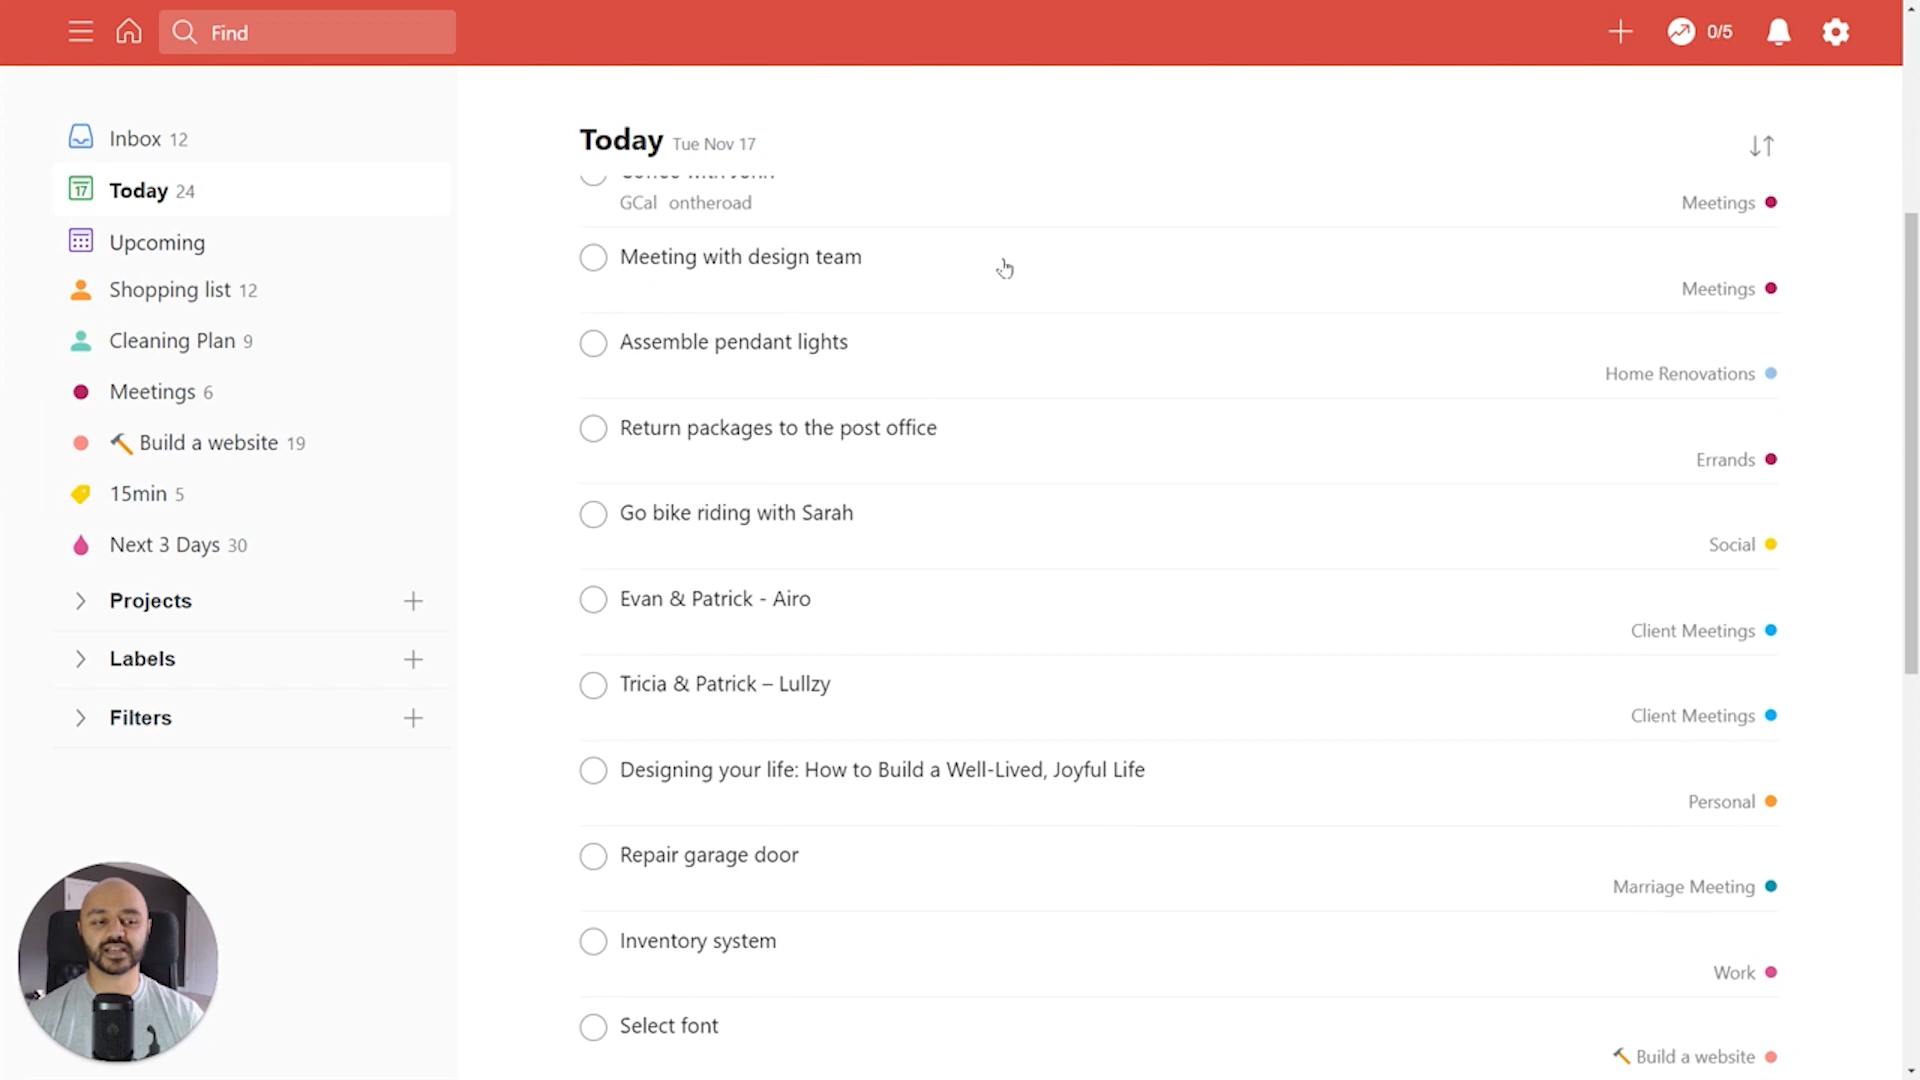 Find
0/5
Inbox 12
17 Today 24
Upcoming
Shopping list 12
Cleaning Plan 9
Meetings 6
Build a website 19
15min 5
Next 3 Days 30
Projects
Labels
Filters
Today Tue Nov 17
Coffee with John
GCal ontheroad
Meetings
Meeting with design team
Meetings
Assemble pendant lights
Home Renovations
Return packages to the post office
Errands
Go bike riding with Sarah
Social
Evan & Patrick - Airo
Client Meetings
Tricia & Patrick – Lullzy
Client Meetings
Designing your life: How to Build a Well-Lived, Joyful Life
Personal
Repair garage door
Marriage Meeting
Inventory system
Work
Select font
Build a website